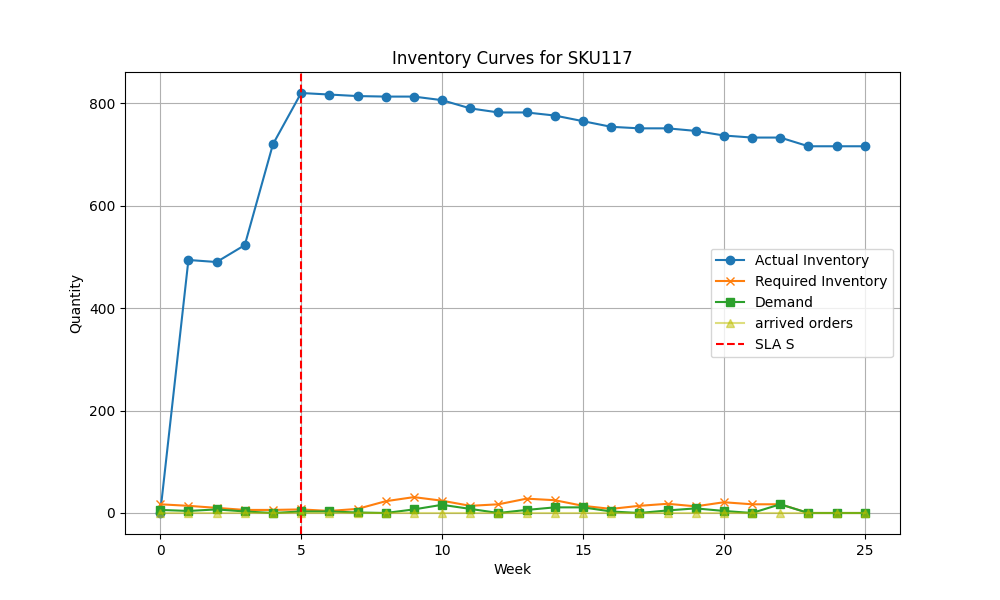 Inventory Curves for SKU117
Quantity
800
600
400
200
0
Actual Inventory
Required Inventory
Demand
arrived orders
SLA S
0 5 10 15 20 25
Week